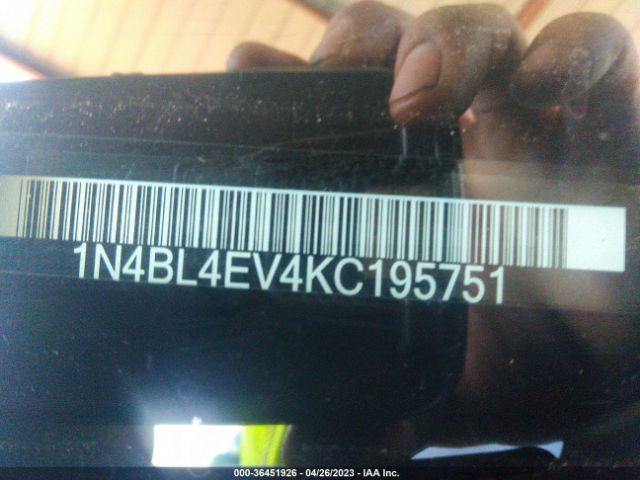 1N4BL4EV4KC195751
000-36451926 - 04/26/2023 - IAA Inc.